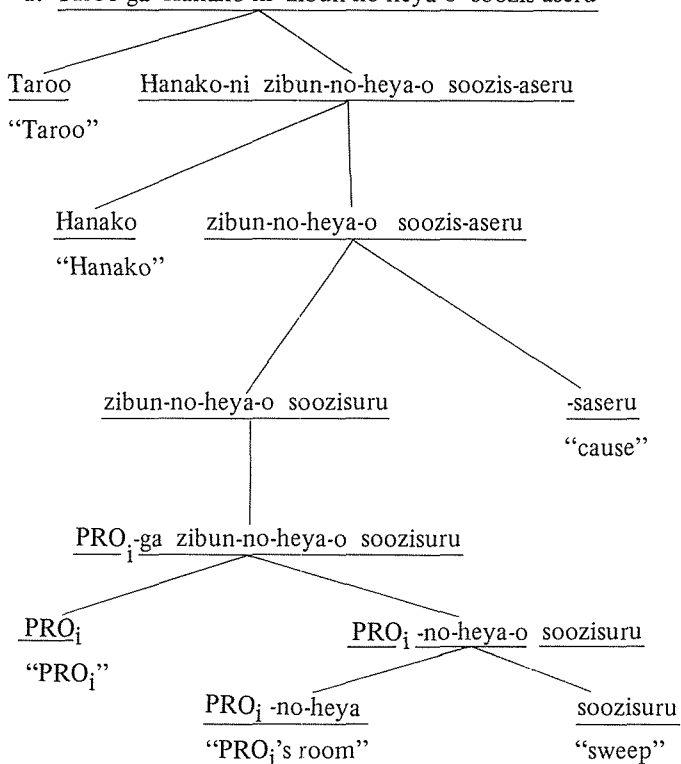 a. Taroo-ga Hanako-ni zibun-no-heya-o soozis-aseru
Taroo Hanako-ni zibun-no-heya-o soozis-aseru
“Taroo”
Hanako zibun-no-heya-o soozis-aseru
“Hanako”
zibun-no-heya-o soozisuru -saseru
“cause”
PROi-ga zibun-no-heya-o soozisuru
PROi PROi -no-heya-o soozisuru
“PROi”
PROi -no-heya soozisuru
“PROi’s room” “sweep”